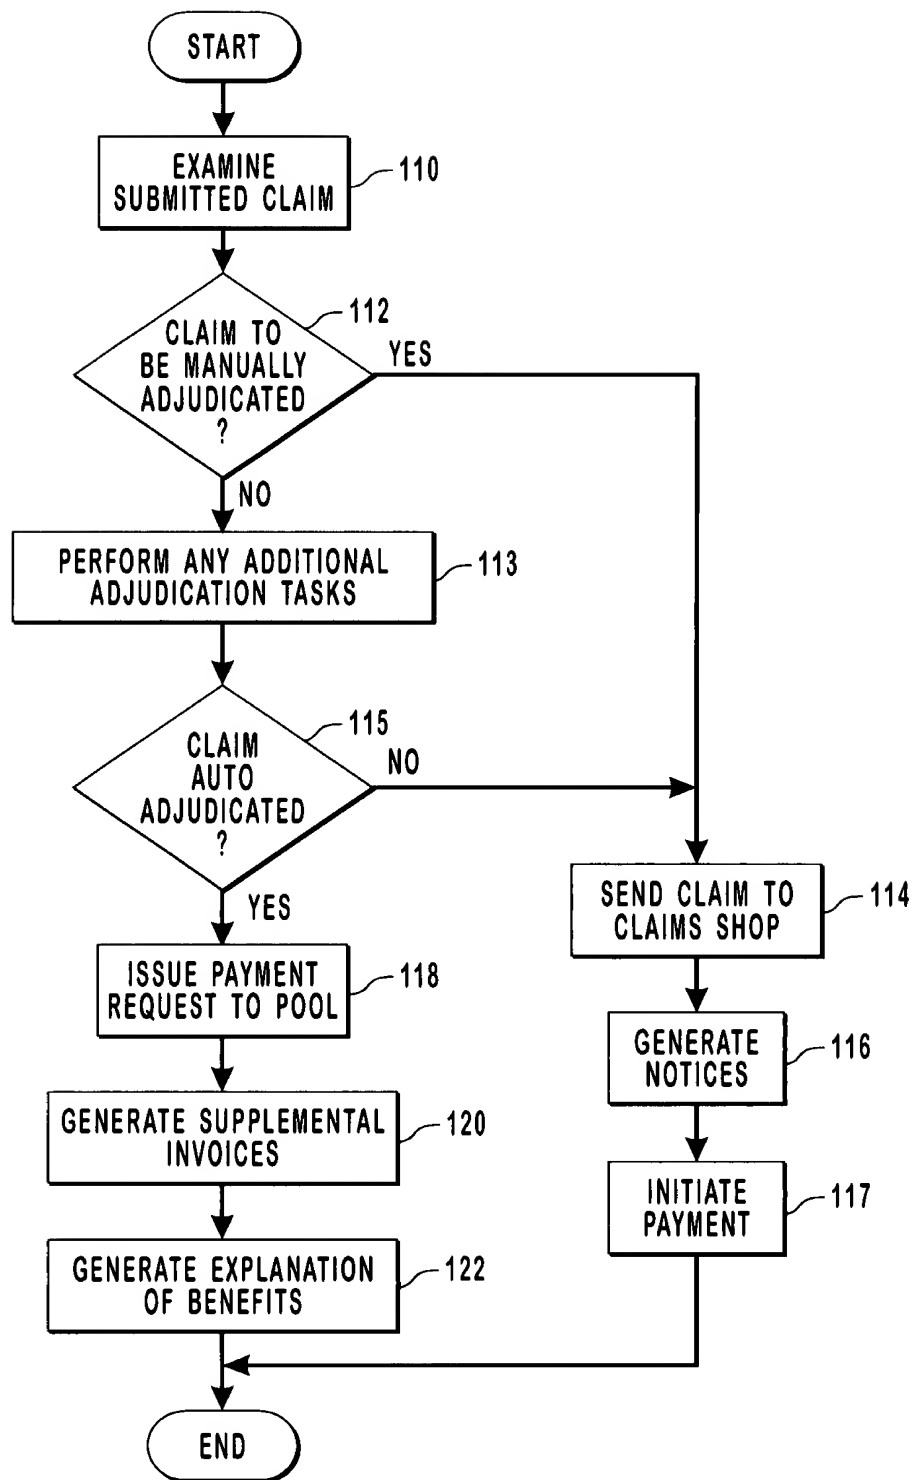 START
EXAMINE
SUBMITTED CLAIM
110
CLAIM TO
BE MANUALLY
ADJUDICATED
?
112
YES
NO
PERFORM ANY ADDITIONAL
ADJUDICATION TASKS
113
CLAIM
AUTO
ADJUDICATED
?
115
NO
YES
SEND CLAIM TO
CLAIMS SHOP
114
ISSUE PAYMENT
REQUEST TO POOL
118
GENERATE
NOTICES
116
GENERATE SUPPLEMENTAL
INVOICES
120
INITIATE
PAYMENT
117
GENERATE EXPLANATION
OF BENEFITS
122
END